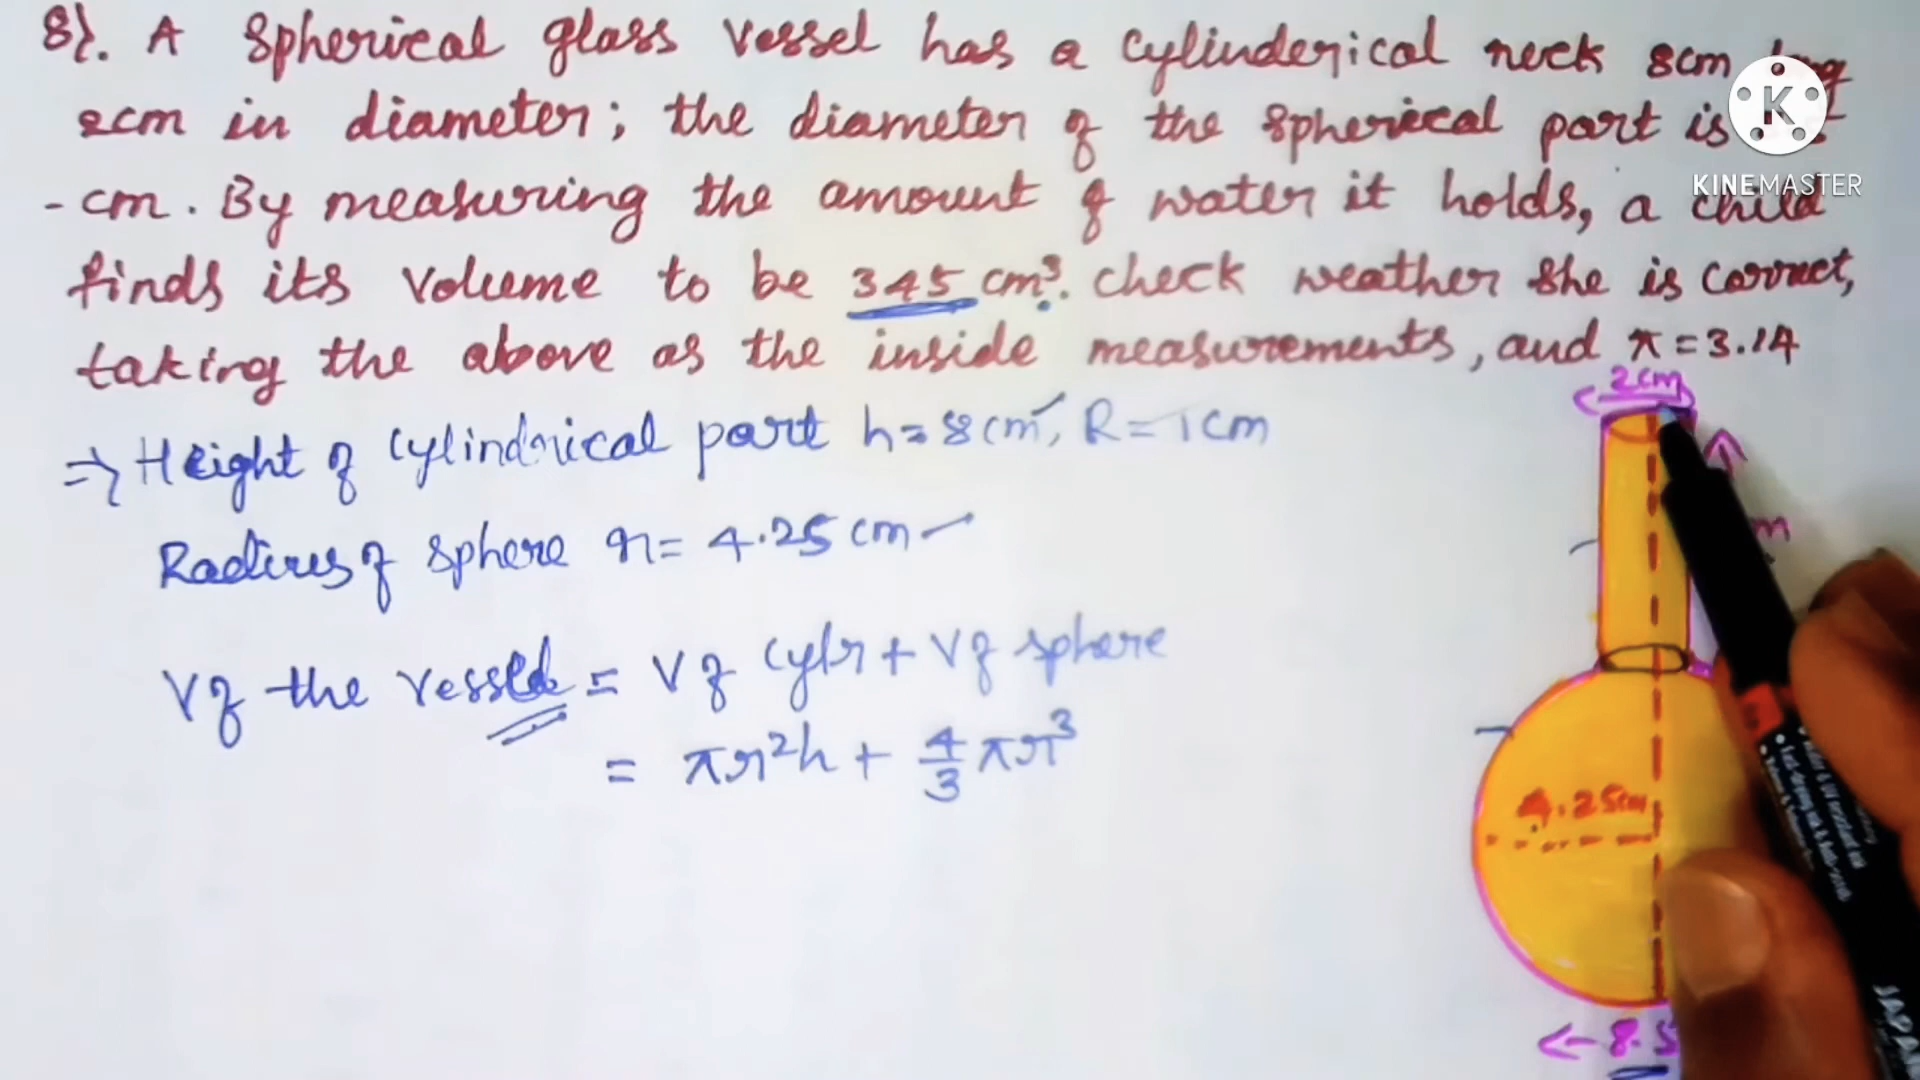 8}. A Spherical glass vessel has a cylinderical neck 8cm
2cm in diameter; the diameter of the spherical part is
- cm. By measuring the amount of water it holds, a child
finds its volume to be 345 cm³. check weather she is correct,
taking the above as the inside measurements, and π = 3.14
⇒ Height of cylindrical part h = 8cm, R = 1cm
Radius of sphere r = 4.25 cm
V of the vessel = V of cylr + V of sphere
= πr²h + 4/3 πr³
2cm
m
4.25cm
8.5
K
KINEMASTER